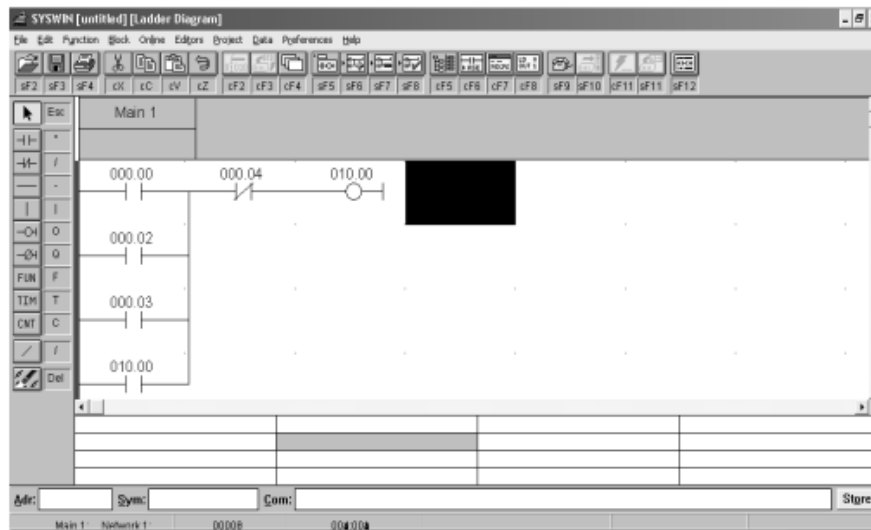 SYSWIN [untitled] [Ladder Diagram]
File Edit Function Block Online Editors Project Data Preferences Help
sF2 sF3 sF4 cX cC cV cZ cF2 cF3 cF4 sF5 sF6 sF7 sF8 cF5 cF6 cF7 cF8 sF9 sF10 cF11 sF11 sF12
Esc
Main 1
"
/
-
|
O
Q
FUN F
TIM T
CNT C
/
Del
000.00 000.04 010.00
000.02
000.03
010.00
Adr: Sym: Com: Store
Main 1: Network 1: